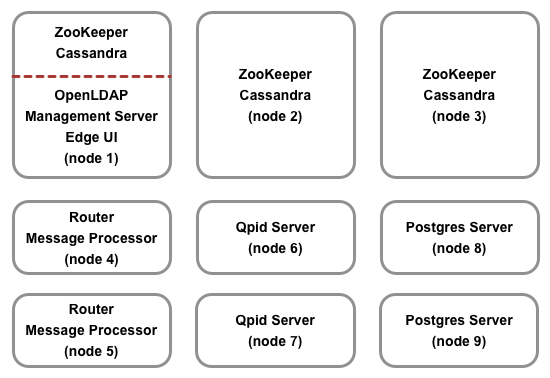 ZooKeeper
Cassandra
OpenLDAP
Management Server
Edge UI
(node 1)
ZooKeeper
Cassandra
(node 2)
ZooKeeper
Cassandra
(node 3)
Router
Message Processor
(node 4)
Qpid Server
(node 6)
Postgres Server
(node 8)
Router
Message Processor
(node 5)
Qpid Server
(node 7)
Postgres Server
(node 9)